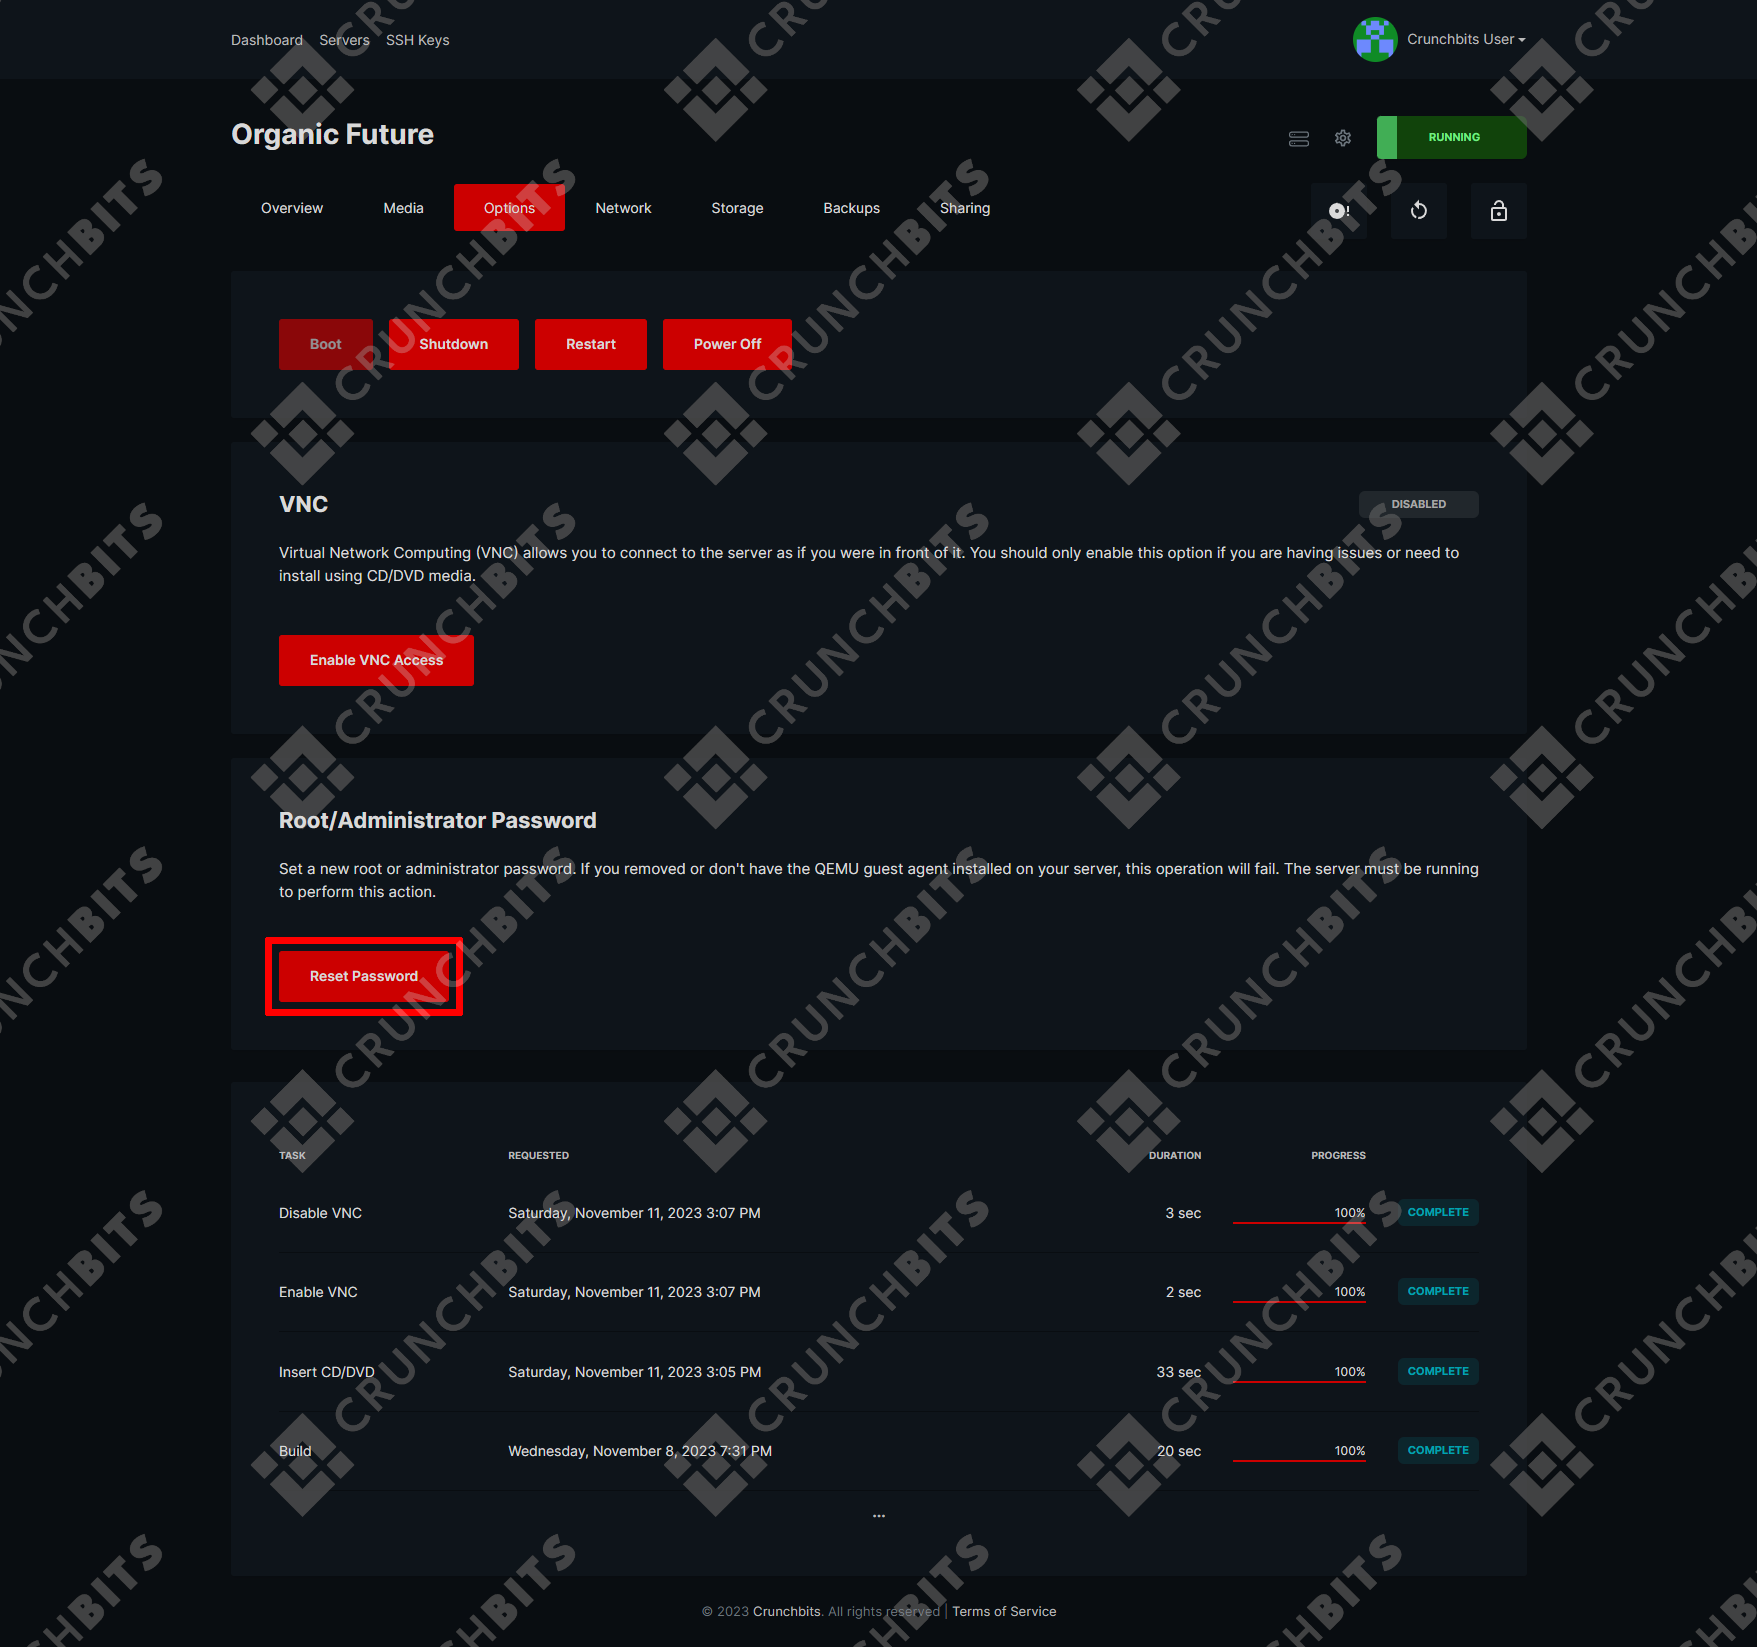 Dashboard Servers SSH Keys
Crunchbits User
Organic Future
RUNNING
Overview Media Options Network Storage Backups Sharing
Boot Shutdown Restart Power Off
VNC
DISABLED
Virtual Network Computing (VNC) allows you to connect to the server as if you were in front of it. You should only enable this option if you are having issues or need to
install using CD/DVD media.
Enable VNC Access
Root/Administrator Password
Set a new root or administrator password. If you removed or don't have the QEMU guest agent installed on your server, this operation will fail. The server must be running
to perform this action.
Reset Password
TASK REQUESTED DURATION PROGRESS
Disable VNC Saturday, November 11, 2023 3:07 PM 3 sec 100% COMPLETE
Enable VNC Saturday, November 11, 2023 3:07 PM 2 sec 100% COMPLETE
Insert CD/DVD Saturday, November 11, 2023 3:05 PM 33 sec 100% COMPLETE
Build Wednesday, November 8, 2023 7:31 PM 20 sec 100% COMPLETE
...
© 2023 Crunchbits. All rights reserved | Terms of Service
CRUNCHBITS